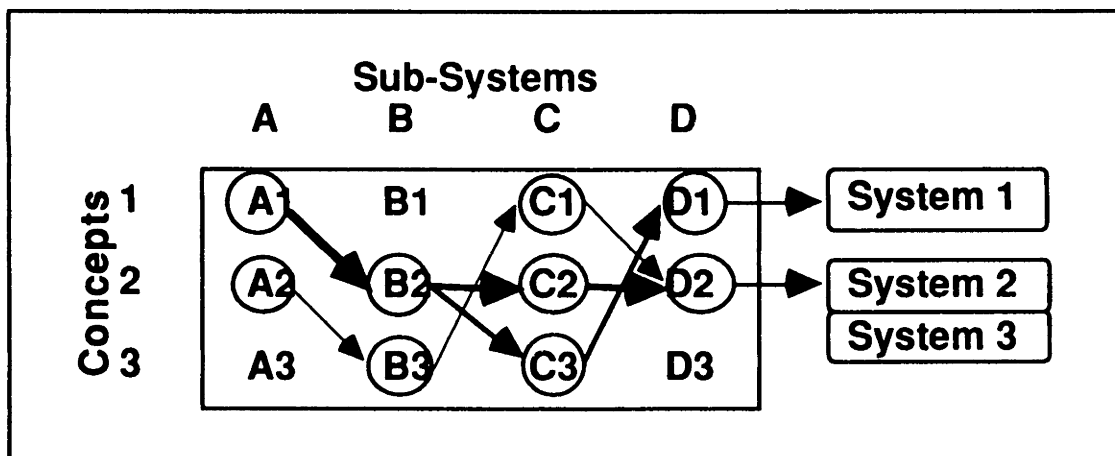 Sub-Systems
A B C D
Concepts
1 A1 B1 C1 D1 System 1
2 A2 B2 C2 D2 System 2
System 3
3 A3 B3 C3 D3